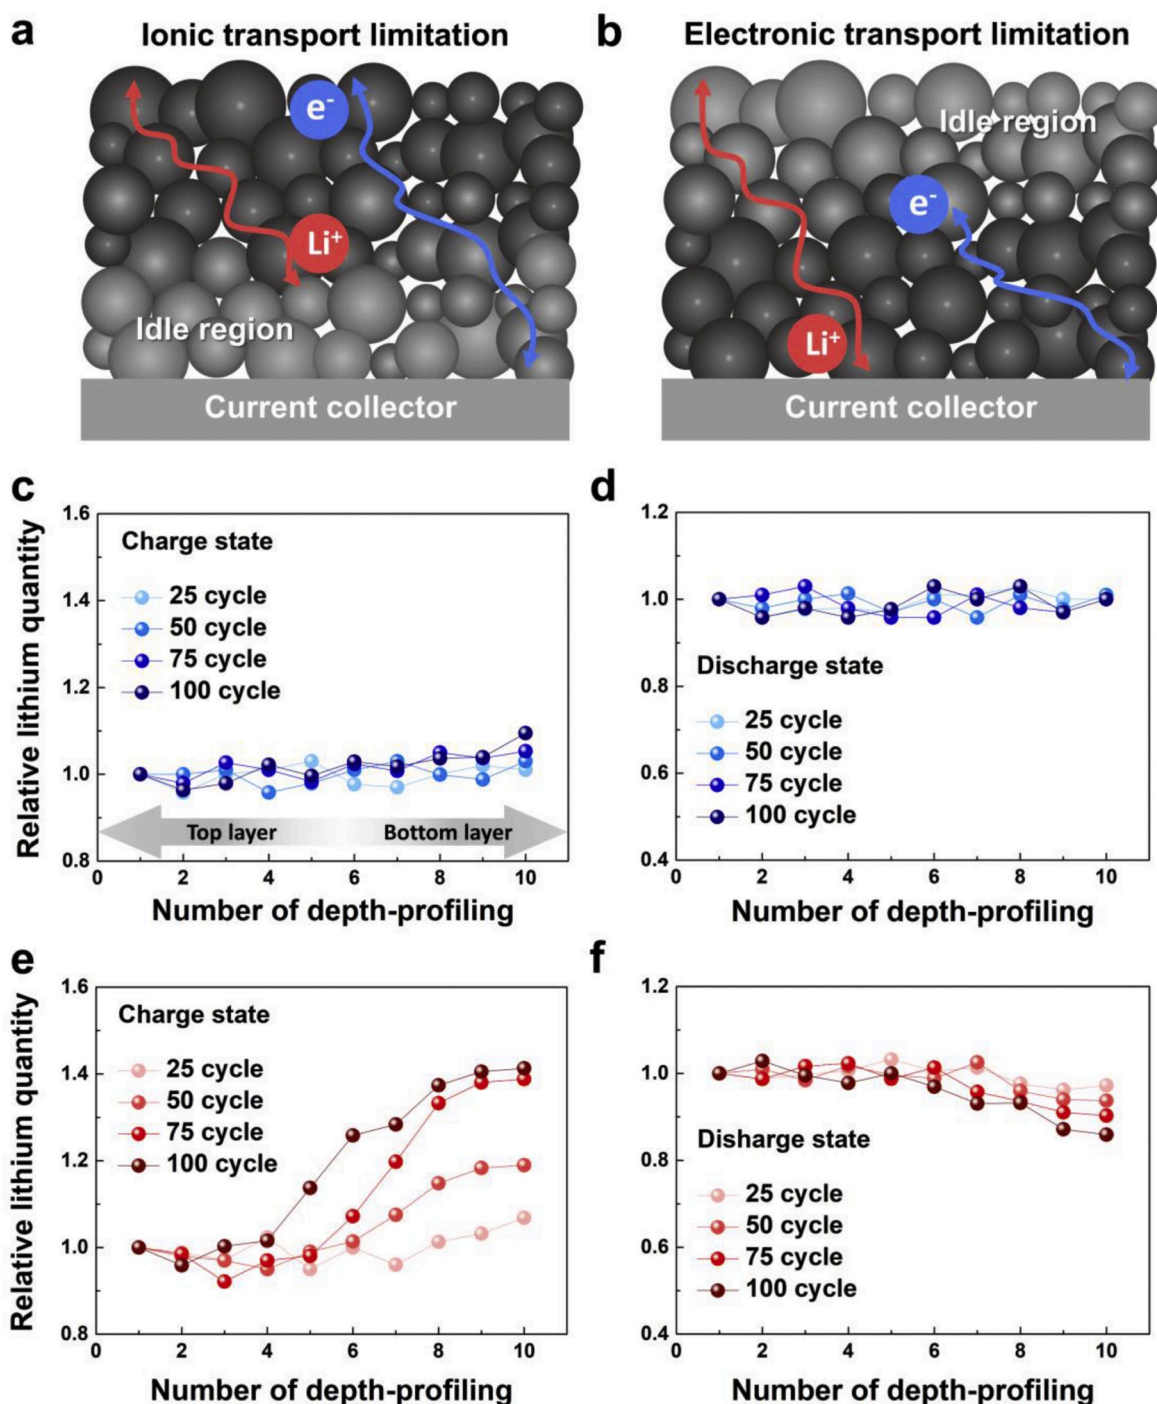 a
Ionic transport limitation
e-
Li+
Idle region
Current collector
b
Electronic transport limitation
Idle region
e-
Li+
Current collector
c
Relative lithium quantity
1.6
1.4
1.2
1.0
0.8
Charge state
25 cycle
50 cycle
75 cycle
100 cycle
Top layer
Bottom layer
0 2 4 6 8 10
Number of depth-profiling
d
1.2
1.0
0.8
0.6
0.4
Discharge state
25 cycle
50 cycle
75 cycle
100 cycle
0 2 4 6 8 10
Number of depth-profiling
e
Relative lithium quantity
1.6
1.4
1.2
1.0
0.8
Charge state
25 cycle
50 cycle
75 cycle
100 cycle
0 2 4 6 8 10
Number of depth-profiling
f
1.2
1.0
0.8
0.6
0.4
Disharge state
25 cycle
50 cycle
75 cycle
100 cycle
0 2 4 6 8 10
Number of depth-profiling